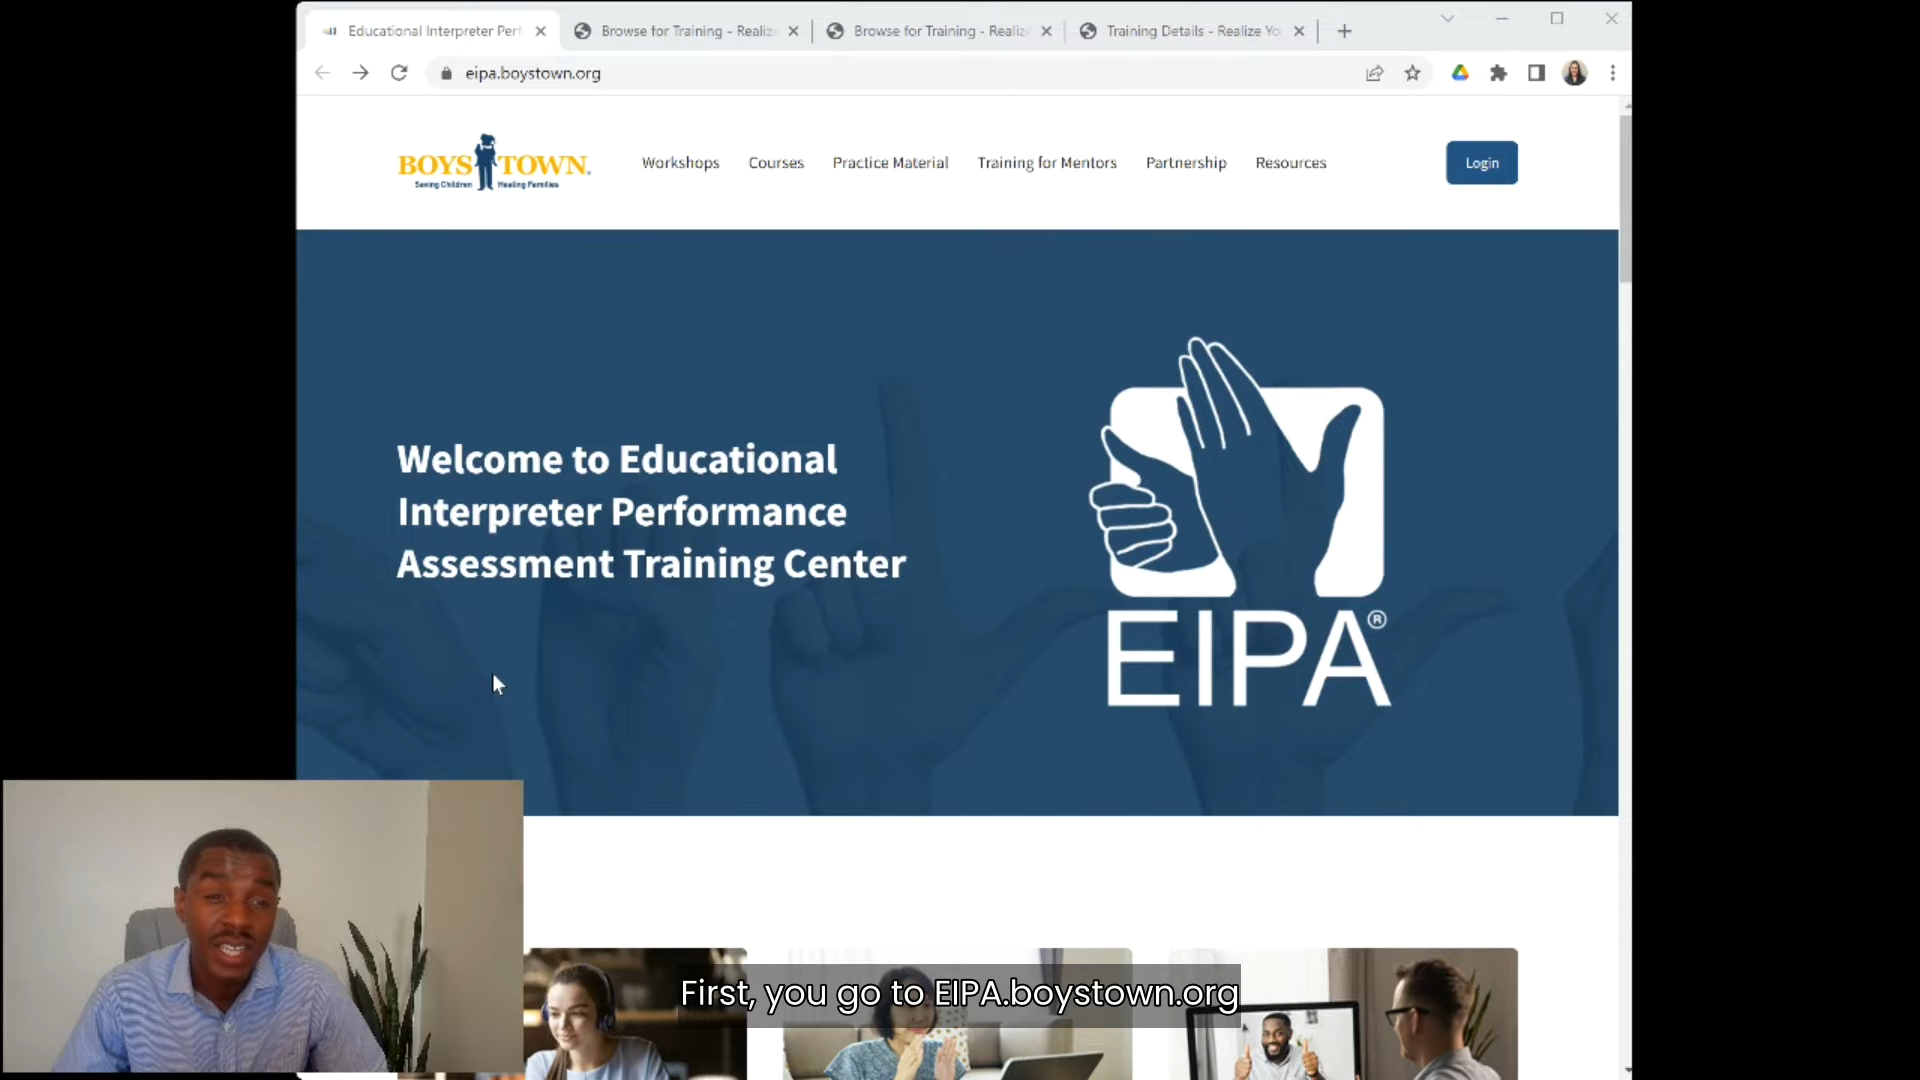 Educational Interpreter Perf
Browse for Training - Realize
Browse for Training - Realize
Training Details - Realize Yo
eipa.boystown.org
BOYS TOWN
Saving Children Healing Families
Workshops
Courses
Practice Material
Training for Mentors
Partnership
Resources
Login
Welcome to Educational
Interpreter Performance
Assessment Training Center
EIPA®
First, you go to EIPA.boystown.org